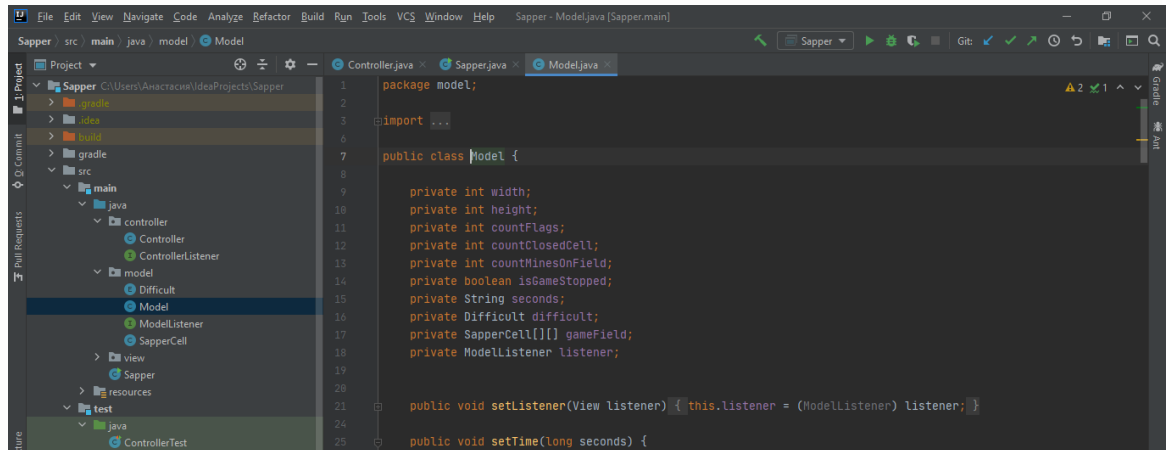 File Edit View Navigate Code Analyze Refactor Build Run Tools VCS Window Help Sapper - Model.java [Sapper.main]
Sapper src main java model Model Sapper Git:
Project Controller.java Sapper.java Model.java
Sapper C:\Users\Анастасия\IdeaProjects\Sapper
.gradle
.idea
build
gradle
src
main
java
controller
Controller
ControllerListener
model
Difficult
Model
ModelListener
SapperCell
view
Sapper
resources
test
java
ControllerTest
1: Project
Commit
Pull Requests
cture
1 package model;
2
3 import ...
6
7 public class Model {
8
9 private int width;
10 private int height;
11 private int countFlags;
12 private int countClosedCell;
13 private int countMinesOnField;
14 private boolean isGameStopped;
15 private String seconds;
16 private Difficult difficult;
17 private SapperCell[][] gameField;
18 private ModelListener listener;
19
20
21 public void setListener(View listener) { this.listener = (ModelListener) listener; }
24
25 public void setTime(long seconds) {
2 1
Gradle
Ant